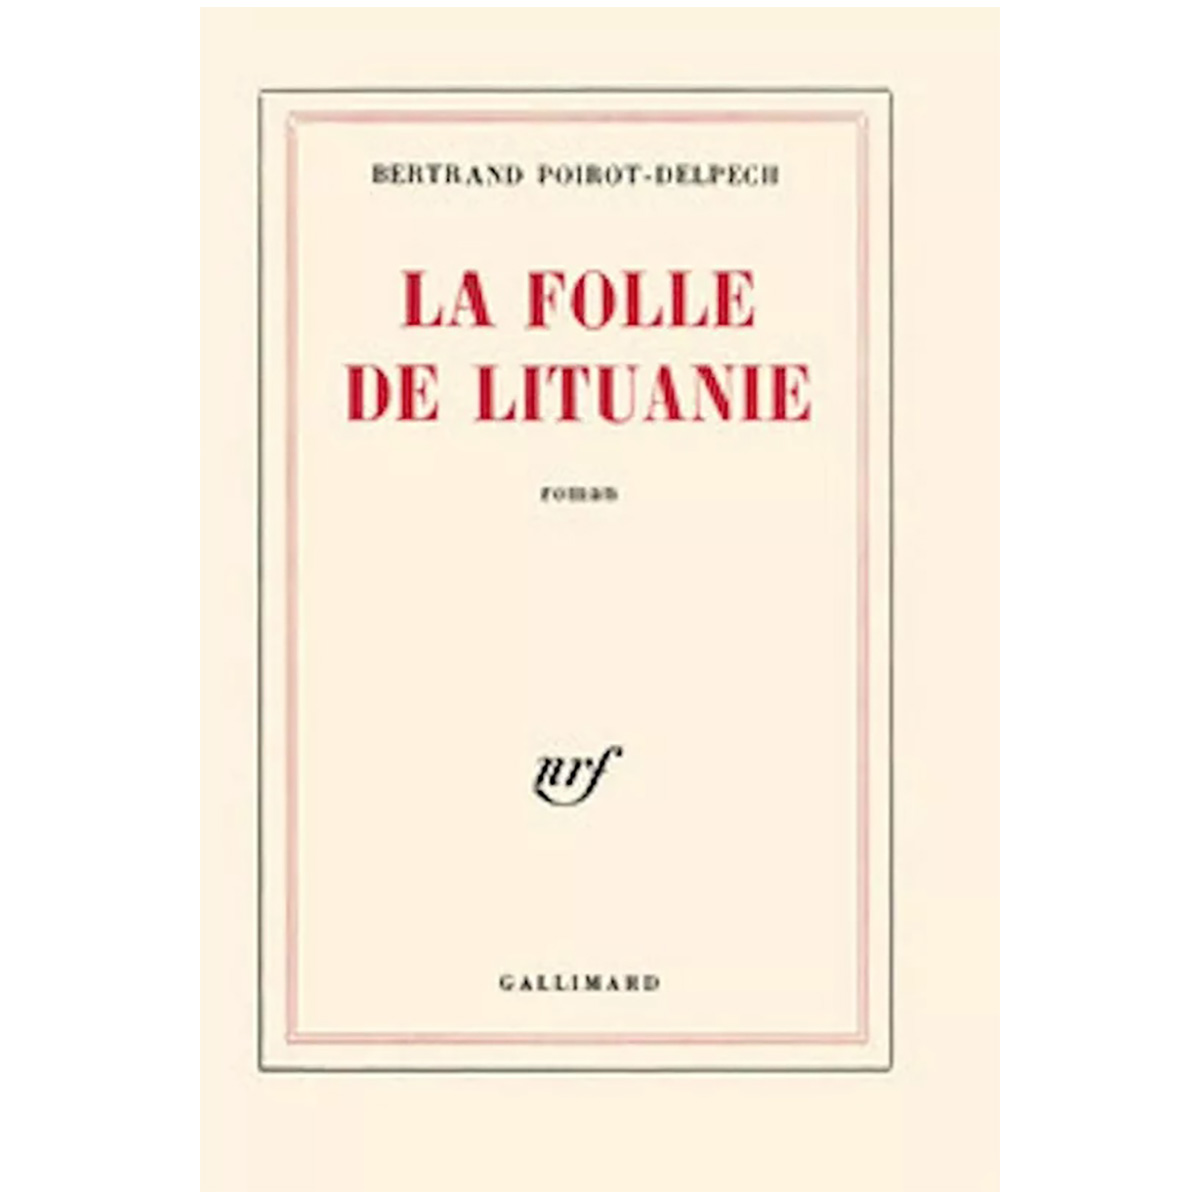 BERTRAND POIROT-DELPECH
LA FOLLE
DE LITUANIE
roman
nrf
GALLIMARD